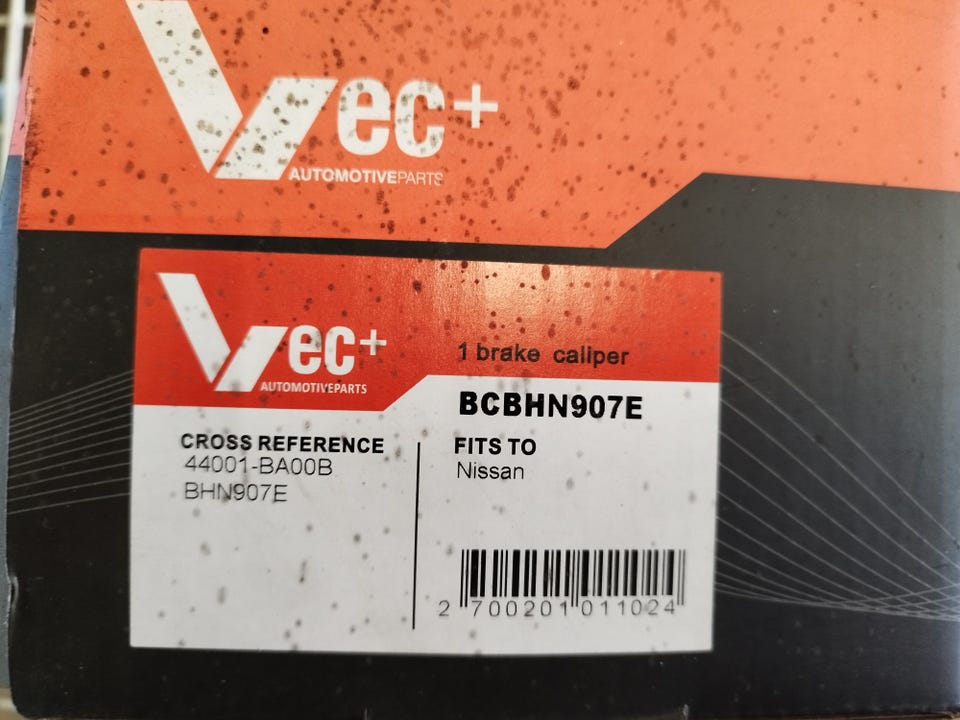 Vec+
AUTOMOTIVEPARTS
Vec+
AUTOMOTIVEPARTS
1 brake caliper
BCBHN907E
CROSS REFERENCE
44001-BA00B
BHN907E
FITS TO
Nissan
2 700201 011024